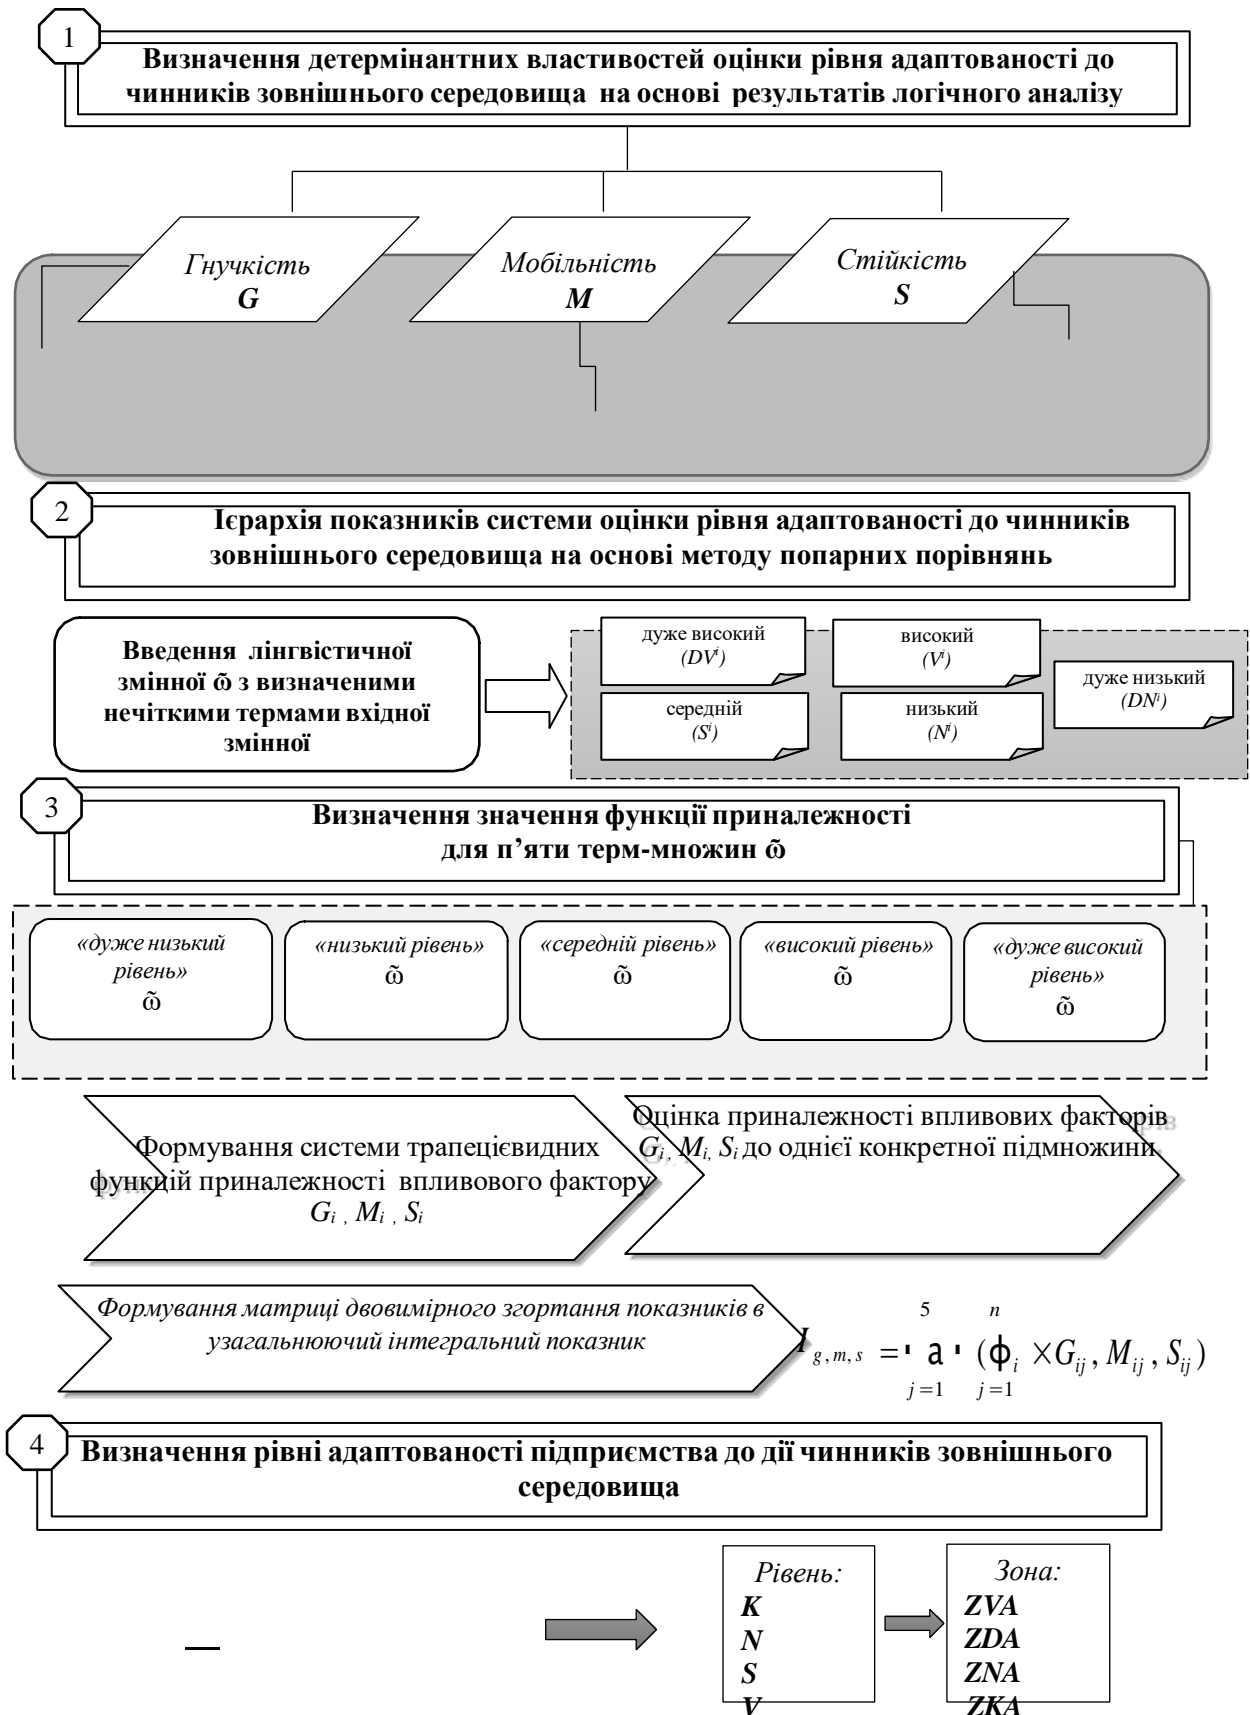 1
Визначення детермінантних властивостей оцінки рівня адаптованості до
чинників зовнішнього середовища на основі результатів логічного аналізу
Гнучкість
G
Мобільність
M
Стійкість
S
2
Ієрархія показників системи оцінки рівня адаптованості до чинників
зовнішнього середовища на основі методу попарних порівнянь
Введення лінгвістичної
змінної ω̃ з визначеними
нечіткими термами вхідної
змінної
дуже високий
(DVⁱ)
високий
(Vⁱ)
дуже низький
(DNⁱ)
середній
(Sⁱ)
низький
(Nⁱ)
3
Визначення значення функції приналежності
для п’яти терм-множин ω̃
«дуже низький
рівень»
ω̃
«низький рівень»
ω̃
«середній рівень»
ω̃
«високий рівень»
ω̃
«дуже високий
рівень»
ω̃
Формування системи трапецієвидних
функцій приналежності впливового фактору
Gᵢ , Mᵢ , Sᵢ
Оцінка приналежності впливових факторів
Gᵢ, Mᵢ, Sᵢ до однієї конкретної підмножини
Формування матриці двовимірного згортання показників в
узагальнюючий інтегральний показник
5 n
I g,m,s = а (ϕᵢ ×Gᵢⱼ , Mᵢⱼ , Sᵢⱼ)
j=1 j=1
4
Визначення рівні адаптованості підприємства до дії чинників зовнішнього
середовища
Рівень:
K
N
S
V
Зона:
ZVA
ZDA
ZNA
ZKA